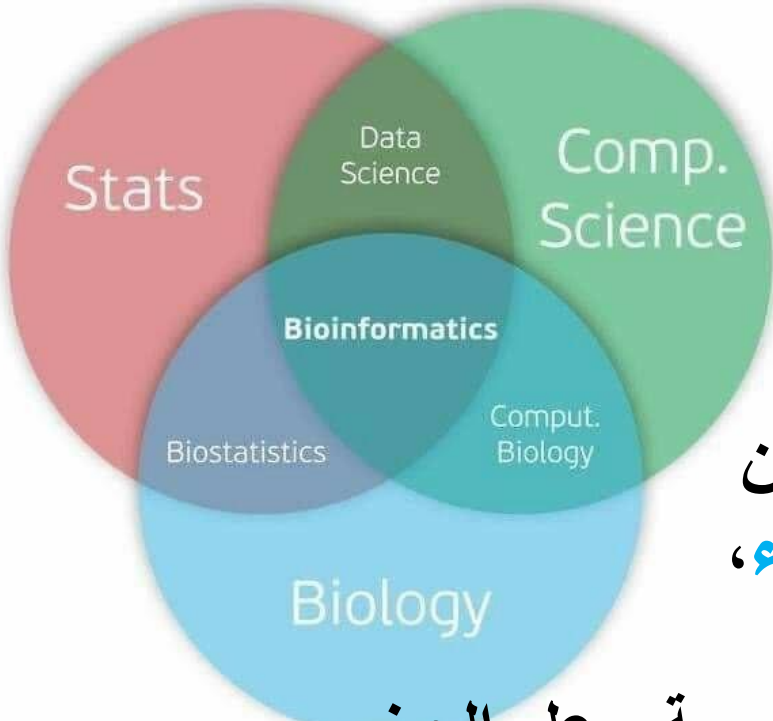 Stats
Data
Science
Comp.
Science
Bioinformatics
Biostatistics
Comput.
Biology
Biology